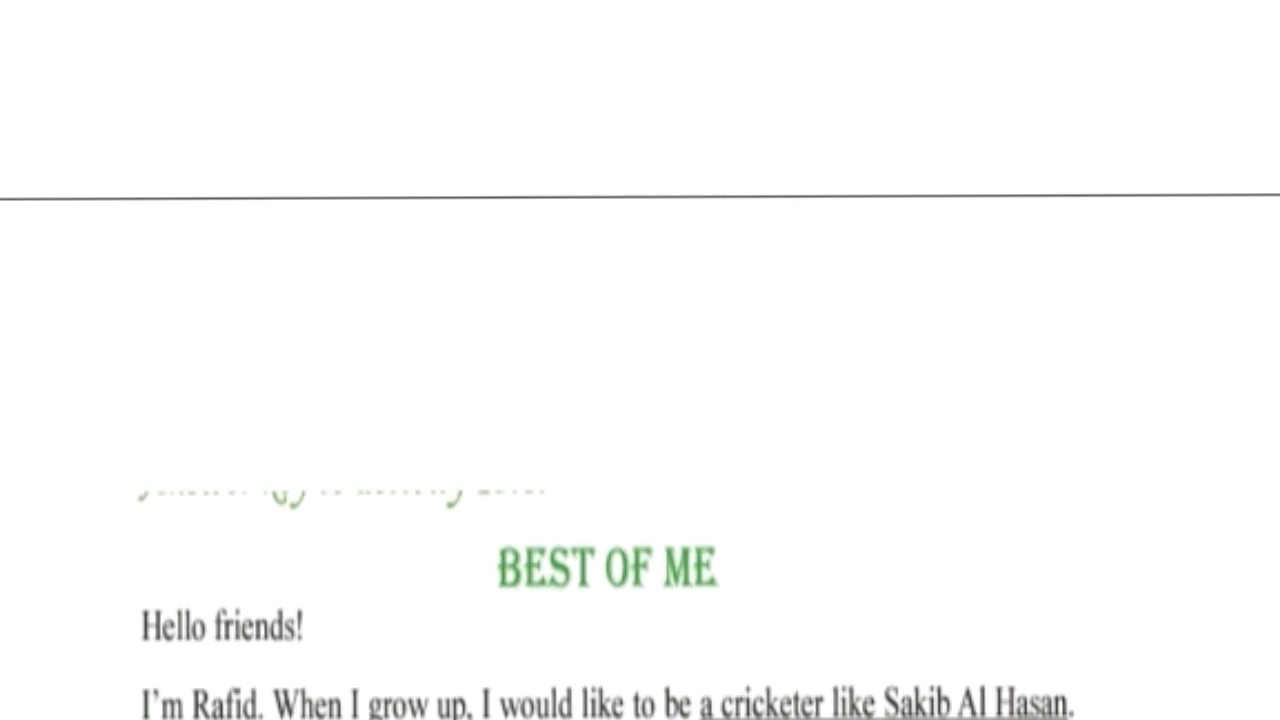 BEST OF ME
Hello friends!
I'm Rafid. When I grow up, I would like to be a cricketer like Sakib Al Hasan.